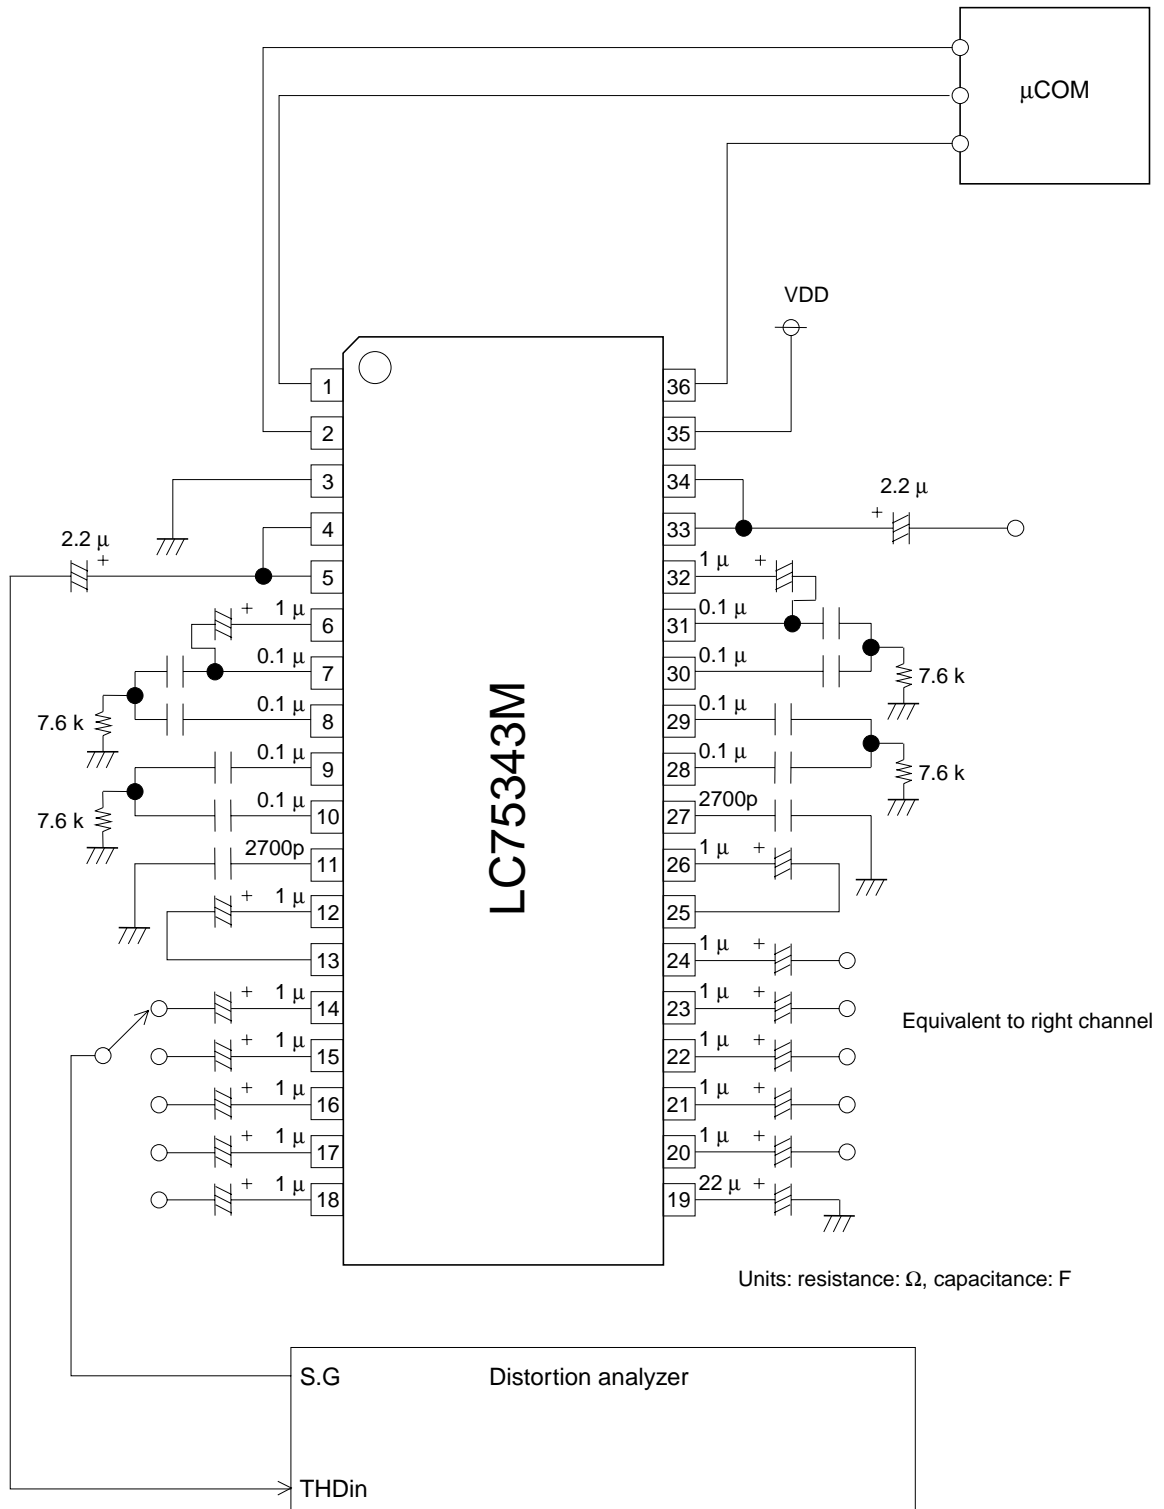 μCOM
VDD
1
36
2
35
3
34
2.2 μ
4
33
+
2.2 μ
+
5
1 μ
+
32
+
1 μ
6
0.1 μ
31
0.1 μ
7
0.1 μ
30
7.6 k
7.6 k
0.1 μ
8
0.1 μ
29
0.1 μ
9
0.1 μ
28
7.6 k
7.6 k
0.1 μ
10
2700p
27
2700p
11
1 μ
+
26
+
1 μ
12
25
13
1 μ
+
24
+
1 μ
14
1 μ
+
23
Equivalent to right channel
+
1 μ
15
1 μ
+
22
+
1 μ
16
1 μ
+
21
+
1 μ
17
1 μ
+
20
+
1 μ
18
22 μ
+
19
LC75343M
Units: resistance: Ω, capacitance: F
S.G
Distortion analyzer
THDin